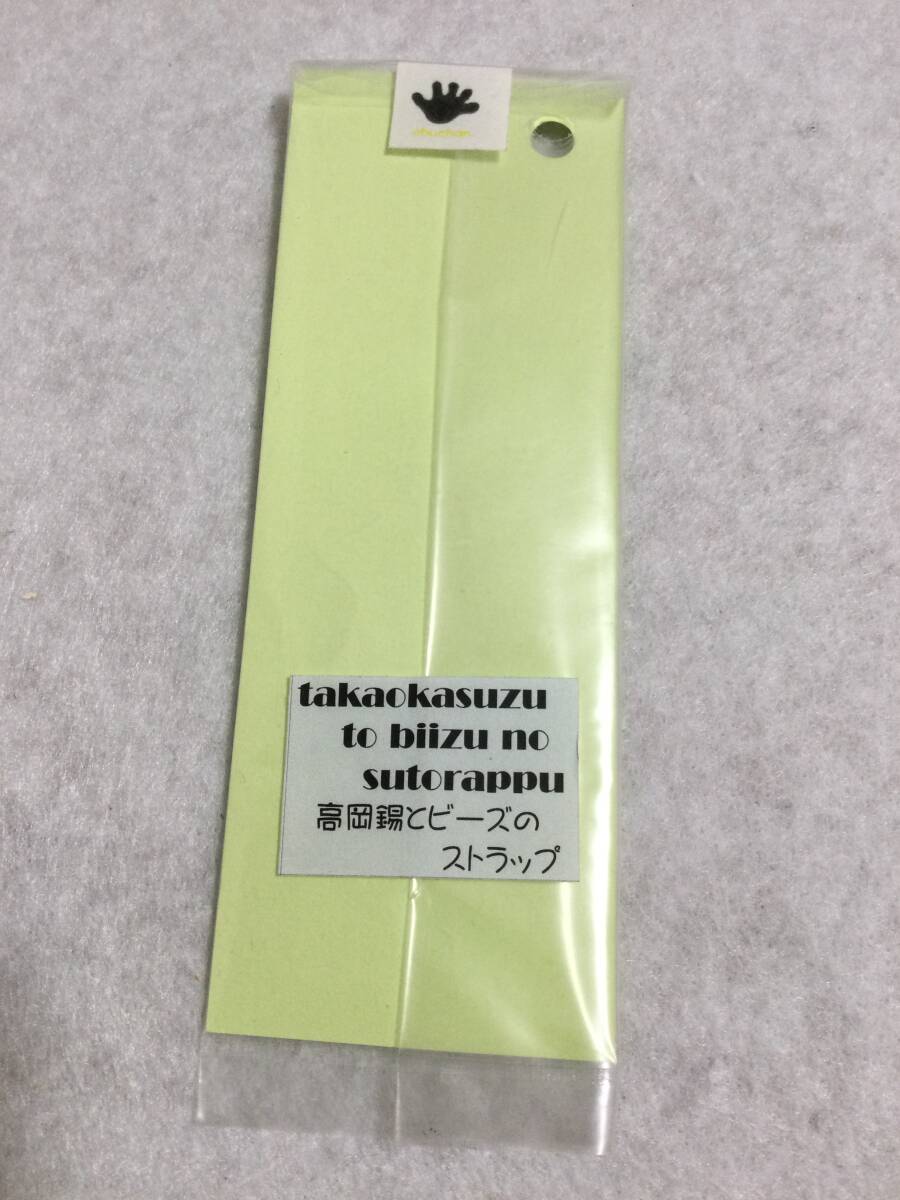 takaokasuzu
to biizu no
sutorappu
高岡錫とビーズの
ストラップ